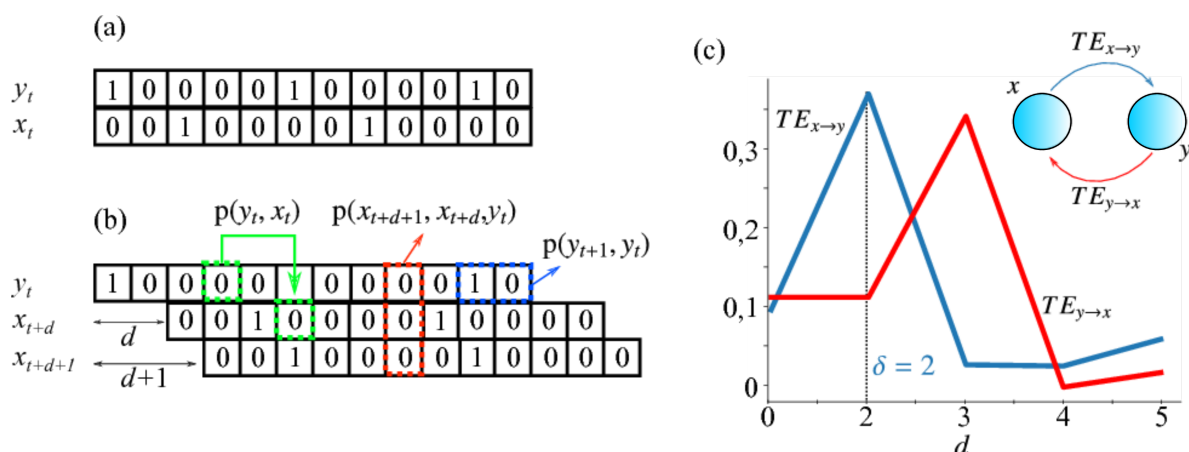 (a)
y_t 1 0 0 0 0 1 0 0 0 0 1 0
x_t 0 0 1 0 0 0 0 1 0 0 0 0
(b)
p(y_t, x_t) p(x_{t+d+1}, x_{t+d}, y_t)
p(y_{t+1}, y_t)
y_t 1 0 0 0 0 1 0 0 0 0 1 0
x_{t+d} d 0 0 1 0 0 0 0 1 0 0 0 0
x_{t+d+1} d+1 0 0 1 0 0 0 0 1 0 0 0 0
(c)
TE_{x→y}
x
y
TE_{y→x}
TE_{x→y}
TE_{y→x}
δ = 2
0,3
0,2
0,1
0
0 2 3 4 5
d